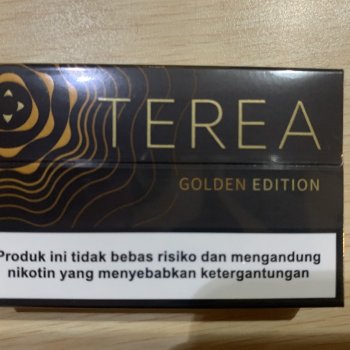 TEREA
GOLDEN EDITION
Produk ini tidak bebas risiko dan mengandung
nikotin yang menyebabkan ketergantungan